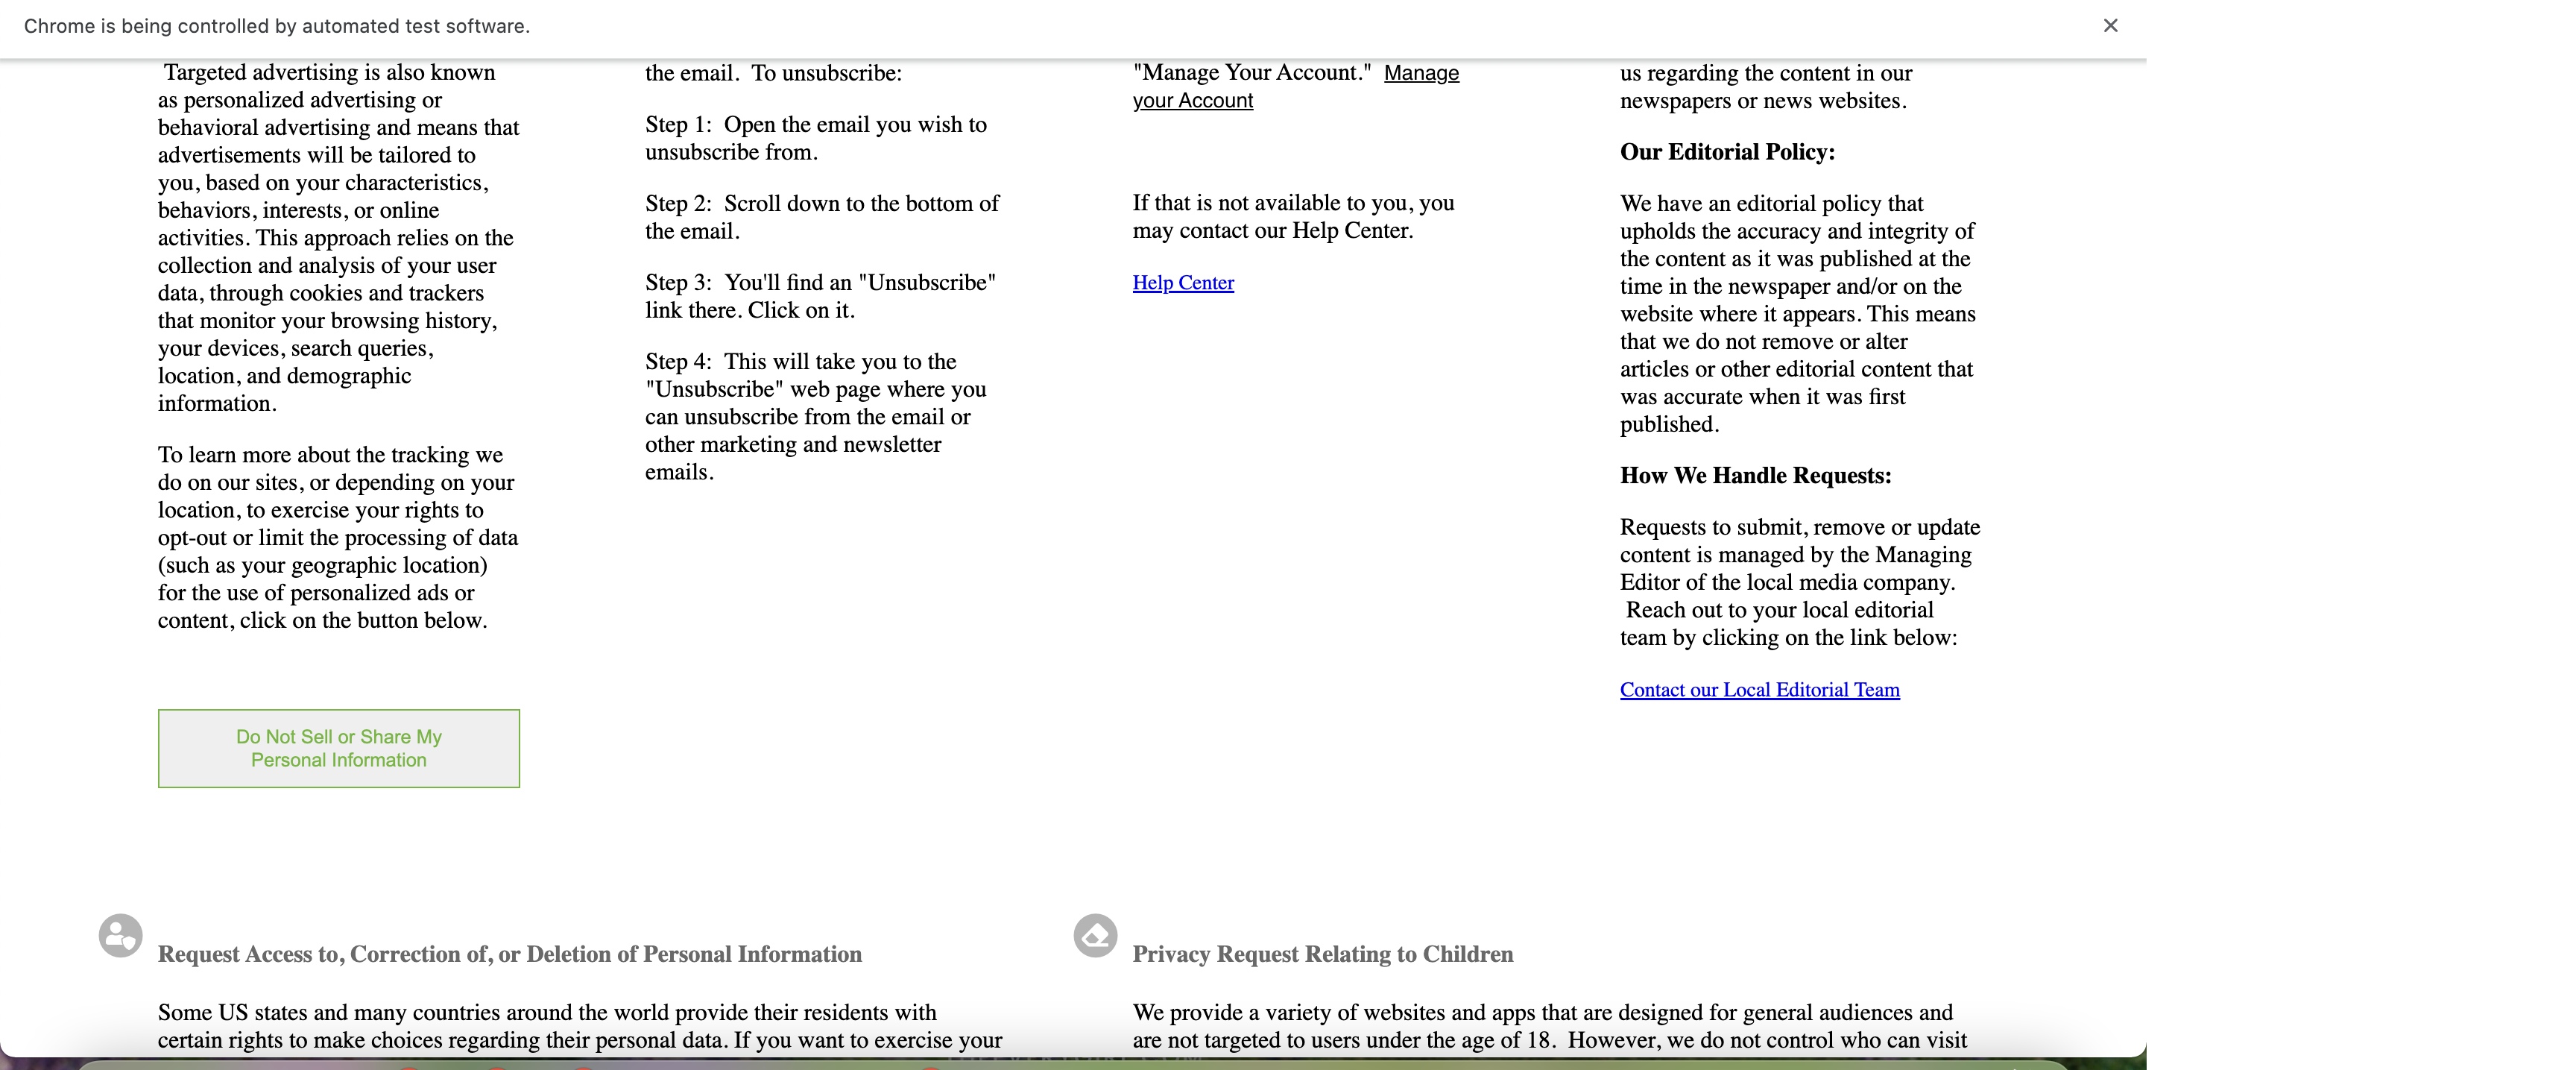 Chrome is being controlled by automated test software.
Targeted advertising is also known
as personalized advertising or
behavioral advertising and means that
advertisements will be tailored to
you, based on your characteristics,
behaviors, interests, or online
activities. This approach relies on the
collection and analysis of your user
data, through cookies and trackers
that monitor your browsing history,
your devices, search queries,
location, and demographic
information.
To learn more about the tracking we
do on our sites, or depending on your
location, to exercise your rights to
opt-out or limit the processing of data
(such as your geographic location)
for the use of personalized ads or
content, click on the button below.
Do Not Sell or Share My
Personal Information
the email.  To unsubscribe:
Step 1:  Open the email you wish to
unsubscribe from.
Step 2:  Scroll down to the bottom of
the email.
Step 3:  You'll find an "Unsubscribe"
link there. Click on it.
Step 4:  This will take you to the
"Unsubscribe" web page where you
can unsubscribe from the email or
other marketing and newsletter
emails.
"Manage Your Account."  Manage
your Account
If that is not available to you, you
may contact our Help Center.
Help Center
us regarding the content in our
newspapers or news websites.
Our Editorial Policy:
We have an editorial policy that
upholds the accuracy and integrity of
the content as it was published at the
time in the newspaper and/or on the
website where it appears. This means
that we do not remove or alter
articles or other editorial content that
was accurate when it was first
published.
How We Handle Requests:
Requests to submit, remove or update
content is managed by the Managing
Editor of the local media company.
Reach out to your local editorial
team by clicking on the link below:
Contact our Local Editorial Team
Request Access to, Correction of, or Deletion of Personal Information
Some US states and many countries around the world provide their residents with
certain rights to make choices regarding their personal data. If you want to exercise your
Privacy Request Relating to Children
We provide a variety of websites and apps that are designed for general audiences and
are not targeted to users under the age of 18.  However, we do not control who can visit